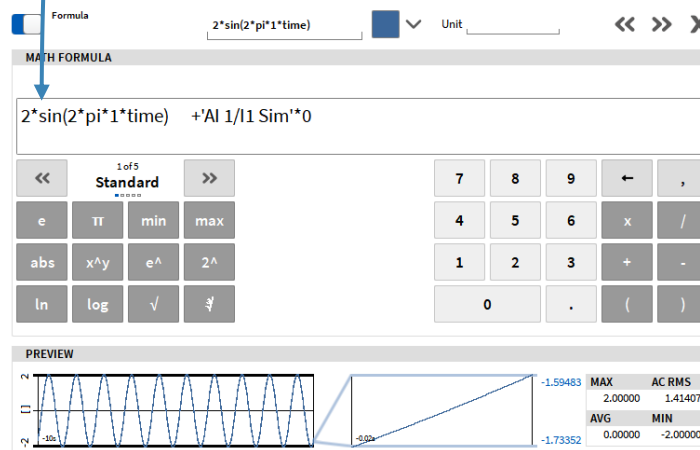 Formula
2*sin(2*pi*1*time)
Unit
MATH FORMULA
2*sin(2*pi*1*time) +'AI 1/I1 Sim'*0
1 of 5
Standard
e π min max
abs x^y e^ 2^
ln log √
7 8 9 ← ,
4 5 6 x /
1 2 3 + -
0 . ( )
PREVIEW
2
[]
-2
-10s
-0.02s
-1.59483
-1.73352
MAX AC RMS
2.00000 1.41407
AVG MIN
0.00000 -2.00000